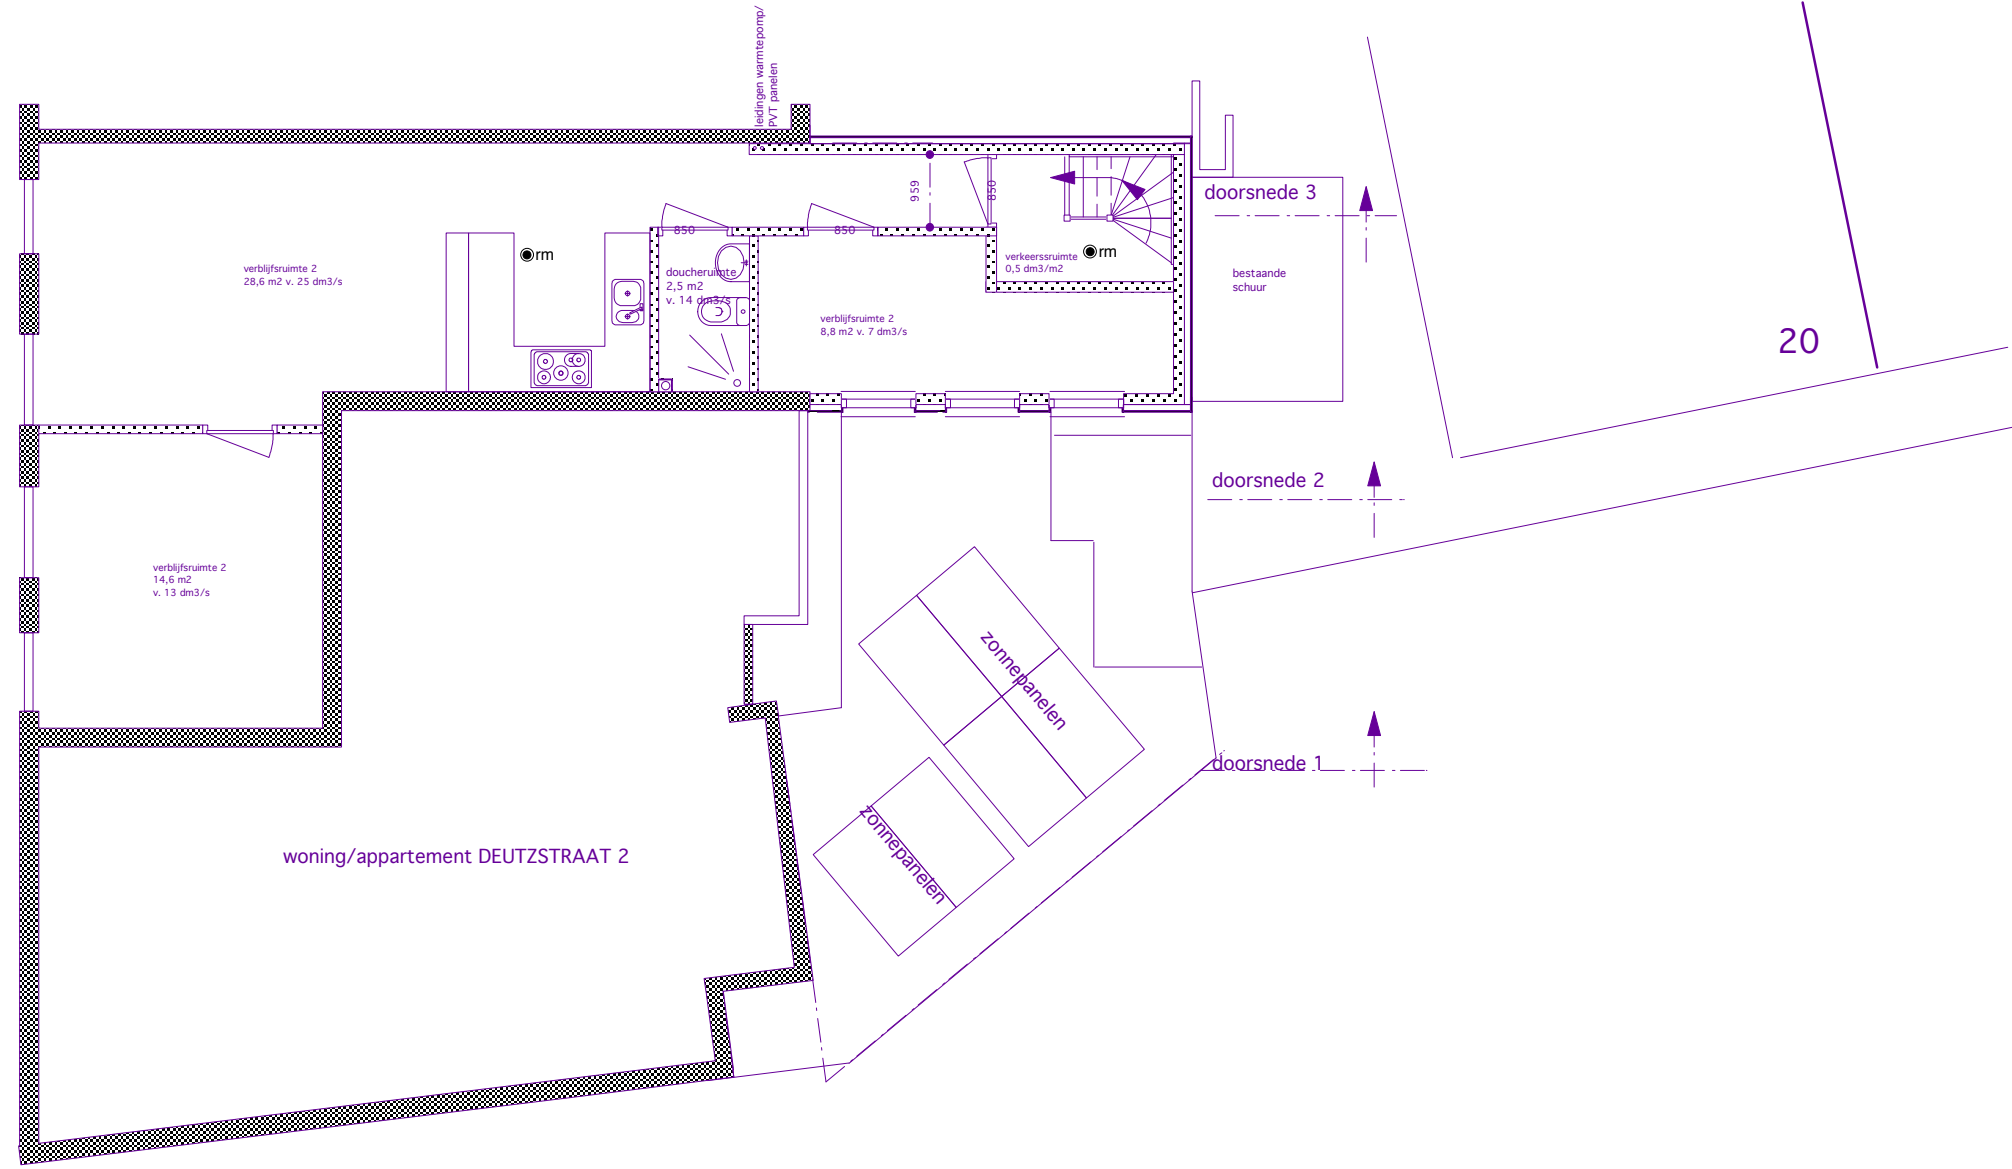 leidingen warmtepomp/
PVT panelen
doorsnede 3
959
850
850
850
rm
rm
verblijfsruimte 2
28,6 m2 v. 25 dm3/s
doucheruimte
2,5 m2
v. 14 dm3/s
verkeerssruimte
0,5 dm3/m2
bestaande
schuur
verblijfsruimte 2
8,8 m2 v. 7 dm3/s
20
doorsnede 2
verblijfsruimte 2
14,6 m2
v. 13 dm3/s
zonnepanelen
doorsnede 1
zonnepanelen
woning/appartement DEUTZSTRAAT 2